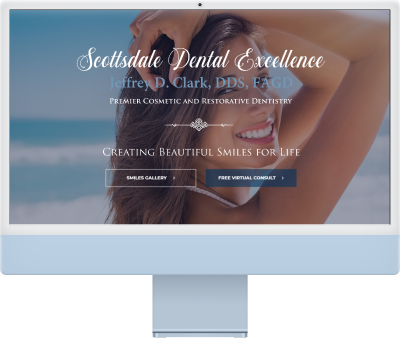 Scottsdale Dental Excellence
Jeffrey D. Clark, DDS, FAGD
Premier Cosmetic and Restorative Dentistry
Creating Beautiful Smiles for Life
SMILES GALLERY ›
FREE VIRTUAL CONSULT ›